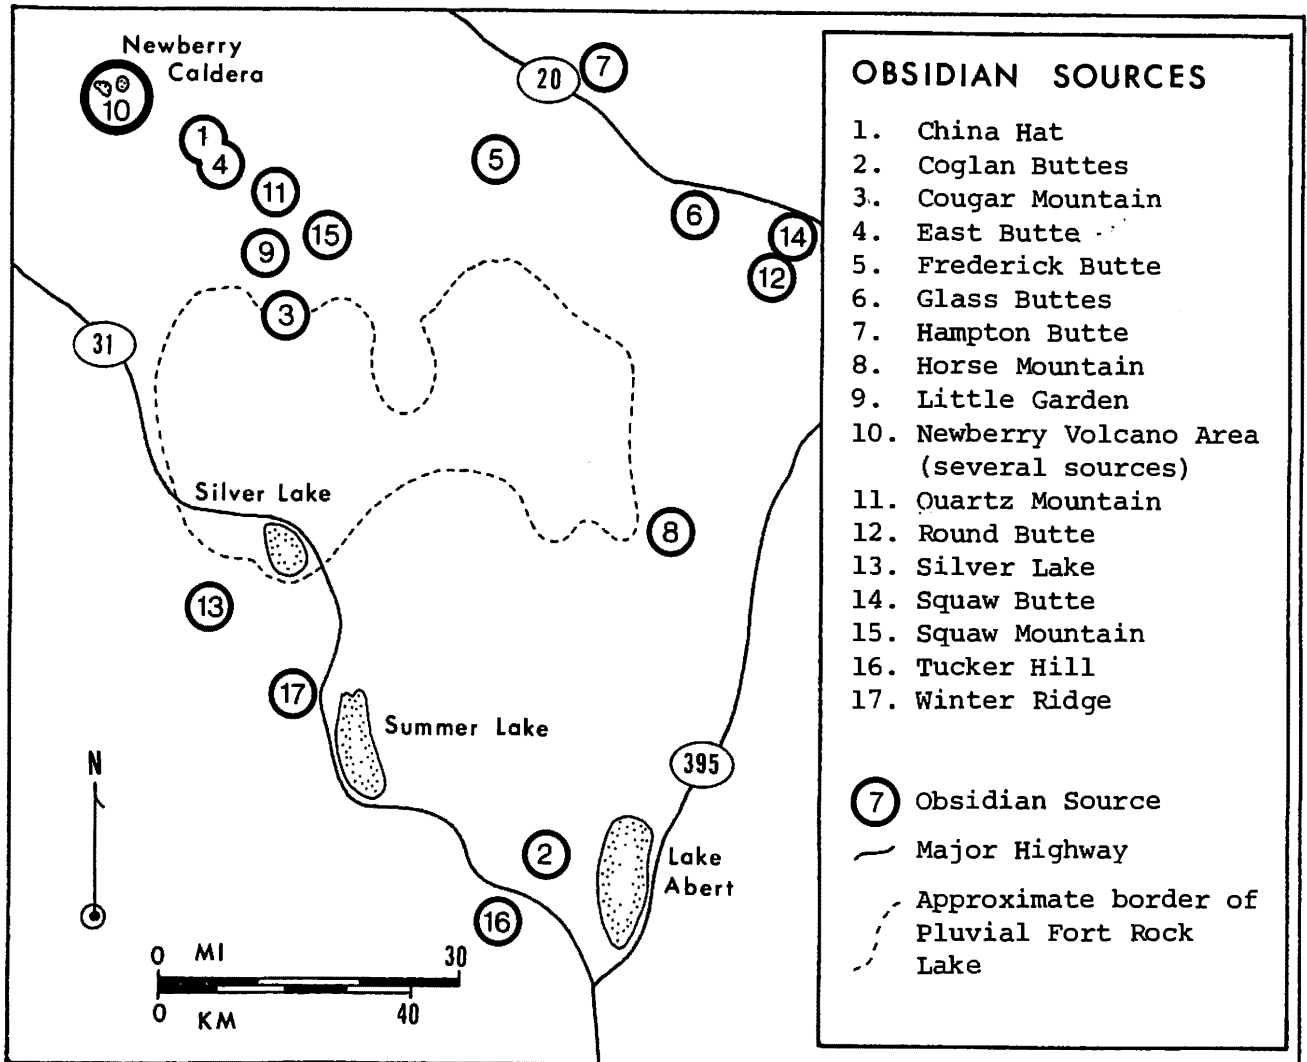 Newberry
Caldera
10
1
4
11
15
9
3
5
20
7
6
14
12
31
Silver Lake
8
13
17
Summer Lake
395
2
Lake
Abert
16
N
0 MI 30
0 KM 40
OBSIDIAN SOURCES
1. China Hat
2. Coglan Buttes
3. Cougar Mountain
4. East Butte
5. Frederick Butte
6. Glass Buttes
7. Hampton Butte
8. Horse Mountain
9. Little Garden
10. Newberry Volcano Area
(several sources)
11. Quartz Mountain
12. Round Butte
13. Silver Lake
14. Squaw Butte
15. Squaw Mountain
16. Tucker Hill
17. Winter Ridge
7 Obsidian Source
Major Highway
Approximate border of
Pluvial Fort Rock
Lake